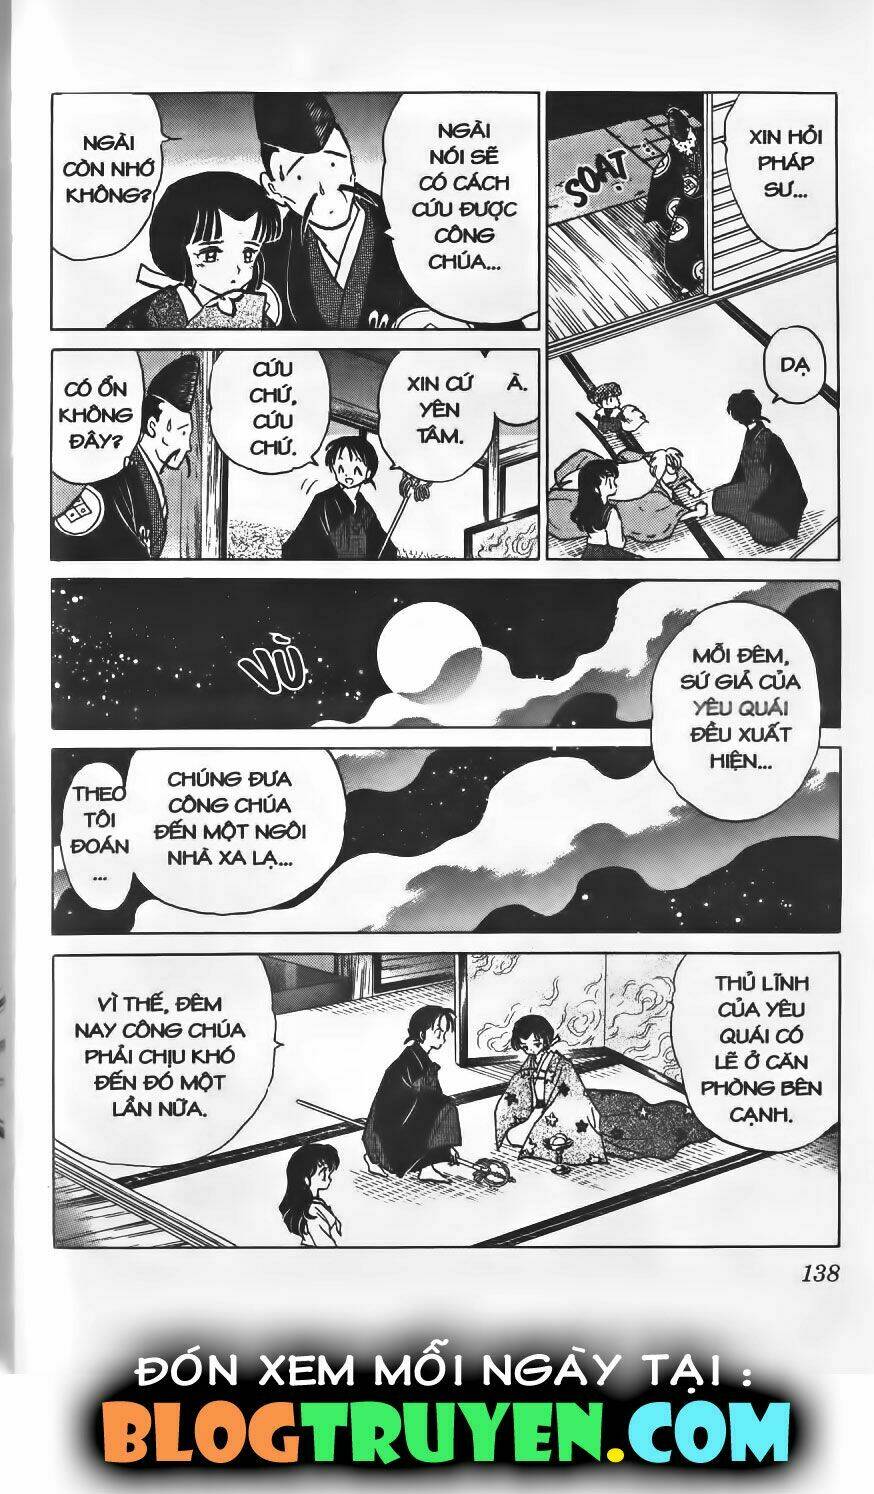 XIN HỎI
PHÁP
SƯ...
SOẠT
DẠ
NGÀI
NÓI SẼ
CÓ CÁCH
CỨU ĐƯỢC
CÔNG
CHÚA...
NGÀI
CÒN NHỚ
KHÔNG?
À.
XIN CỨ
YÊN
TÂM.
CỨU
CHỨ,
CỨU
CHỨ.
CÓ ỔN
KHÔNG
ĐÂY?
MỖI ĐÊM,
SỨ GIẢ CỦA
YÊU QUÁI
ĐỀU XUẤT
HIỆN...
VÙ
CHÚNG ĐƯA
CÔNG CHÚA
ĐẾN MỘT NGÔI
NHÀ XA LẠ...
THEO
TÔI
ĐOÁN
...
THỦ LĨNH
CỦA YÊU
QUÁI CÓ
LẼ Ở CĂN
PHÒNG BÊN
CẠNH.
VÌ THẾ, ĐÊM
NAY CÔNG CHÚA
PHẢI CHỊU KHÓ
ĐẾN ĐÓ MỘT
LẦN NỮA.
138
ĐÓN XEM MỖI NGÀY TẠI :
BLOGTRUYEN.COM